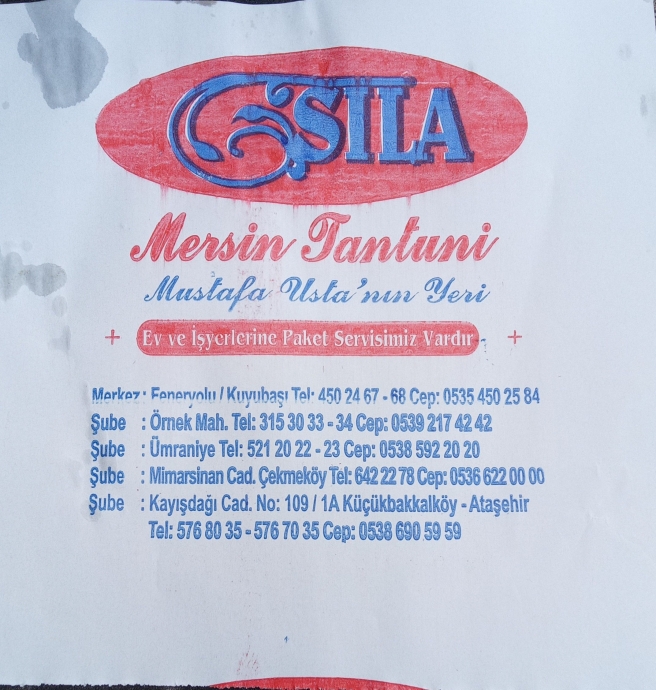 SILA
Mersin Tantuni
Mustafa Usta'nın Yeri
+ Ev ve İşyerlerine Paket Servisimiz Vardır +
Merkez : Feneryolu / Kuyubaşı Tel: 450 24 67 - 68 Cep: 0535 450 25 84
Şube : Örnek Mah. Tel: 315 30 33 - 34 Cep: 0539 217 42 42
Şube : Ümraniye Tel: 521 20 22 - 23 Cep: 0538 592 20 20
Şube : Mimarsinan Cad. Çekmeköy Tel: 642 22 78 Cep: 0536 622 00 00
Şube : Kayışdağı Cad. No: 109 / 1A Küçükbakkalköy - Ataşehir
Tel: 576 80 35 - 576 70 35 Cep: 0538 690 59 59